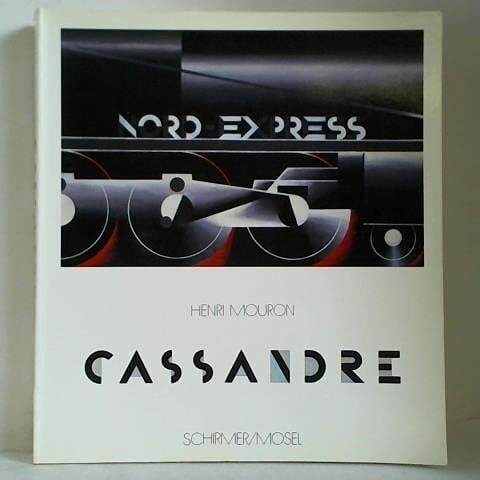 NORD EXPRESS
HENRI MOURON
CASSANDRE
SCHIRMER/MOSEL